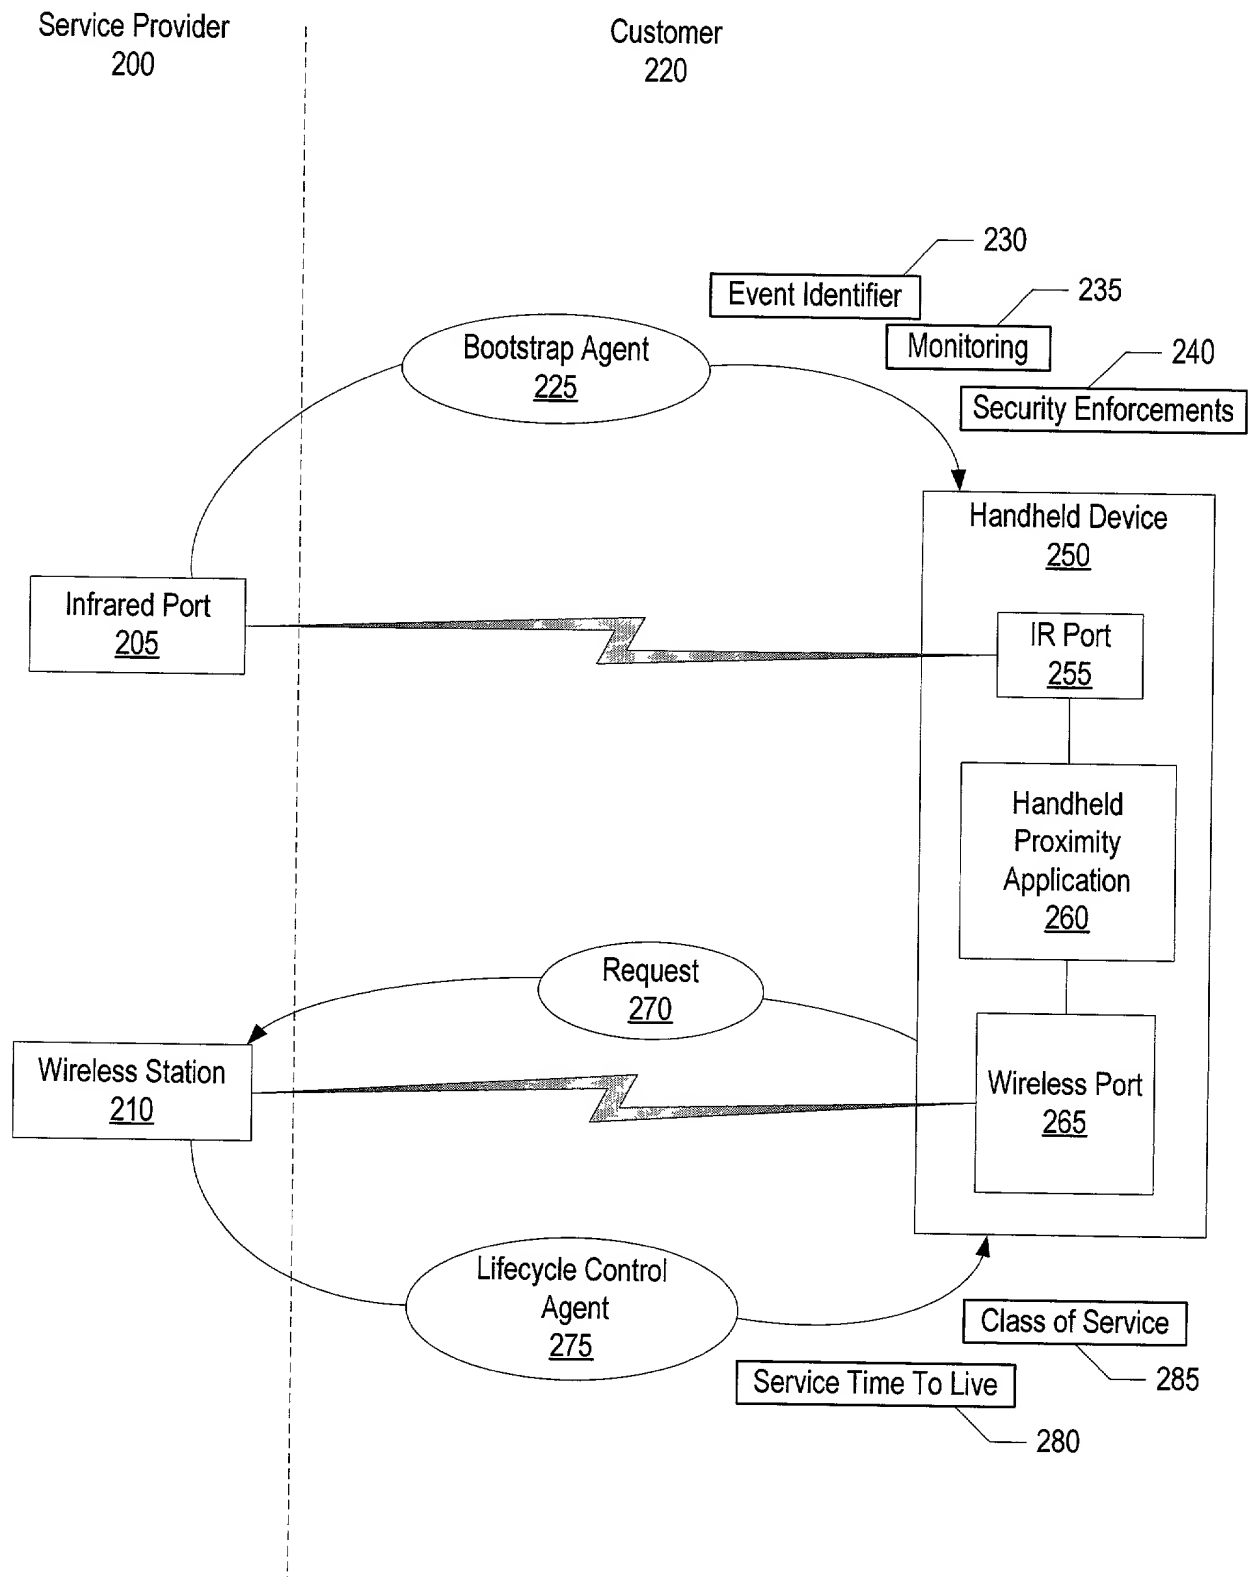 Service Provider
200
Customer
220
230
Event Identifier
235
Monitoring
240
Security Enforcements
Bootstrap Agent
225
Handheld Device
250
Infrared Port
205
IR Port
255
Handheld
Proximity
Application
260
Request
270
Wireless Station
210
Wireless Port
265
Lifecycle Control
Agent
275
Class of Service
285
Service Time To Live
280